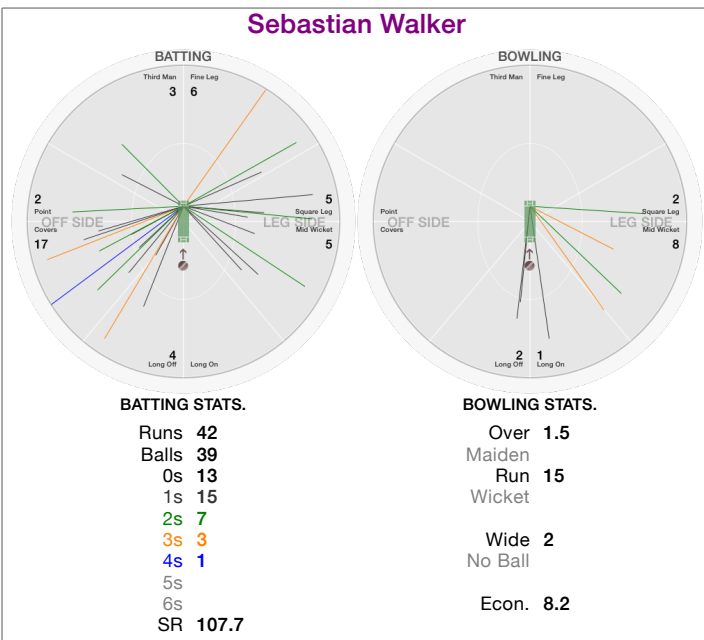 Sebastian Walker
BATTING
Third Man Fine Leg
3 6
2 5
Point Square Leg
OFF SIDE LEG SIDE
Covers Mid Wicket
17 5
4
Long Off Long On
BOWLING
Third Man Fine Leg
2
Point Square Leg
OFF SIDE LEG SIDE
Covers Mid Wicket
8
2 1
Long Off Long On
BATTING STATS.
Runs 42
Balls 39
0s 13
1s 15
2s 7
3s 3
4s 1
5s
6s
SR 107.7
BOWLING STATS.
Over 1.5
Maiden
Run 15
Wicket
Wide 2
No Ball
Econ. 8.2